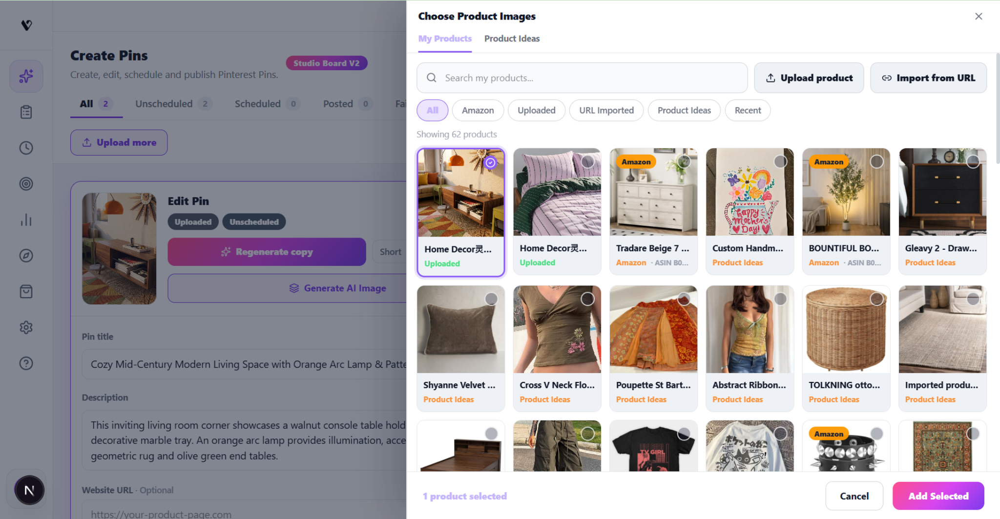 Create Pins
Studio Board V2
Create, edit, schedule and publish Pinterest Pins.
All 2
Unscheduled 2
Scheduled 0
Posted 0
Fai
Upload more
Edit Pin
Uploaded
Unscheduled
Regenerate copy
Short
Generate AI Image
Pin title
Cozy Mid-Century Modern Living Space with Orange Arc Lamp & Patte
Description
This inviting living room corner showcases a walnut console table hold
decorative marble tray. An orange arc lamp provides illumination, acce
geometric rug and olive green end tables.
Website URL · Optional
https://your-product-page.com
N
Choose Product Images
My Products
Product Ideas
Search my products...
Upload product
Import from URL
All
Amazon
Uploaded
URL Imported
Product Ideas
Recent
Showing 62 products
Home Decor灵...
Uploaded
Home Decor灵...
Uploaded
Amazon
Tradare Beige 7 ...
Amazon · ASIN B0...
happy
mother's
Day!
Custom Handm...
Product Ideas
Amazon
BOUNTIFUL BO...
Amazon · ASIN B0...
Gleavy 2 - Draw...
Product Ideas
Shyanne Velvet ...
Product Ideas
Cross V Neck Flo...
Product Ideas
Poupette St Bart...
Product Ideas
Abstract Ribbon...
Product Ideas
TOLKNING otto...
Product Ideas
Imported produ...
Product Ideas
TV GIRL
Amazon
1 product selected
Cancel
Add Selected